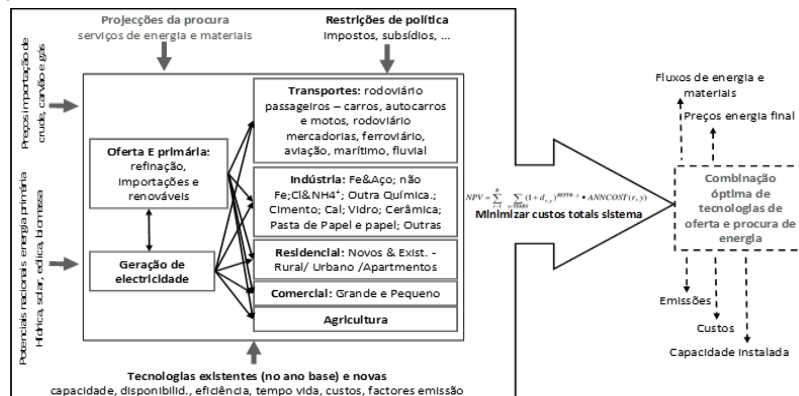 Projecções da procura
serviços de energia e materiais
Restrições de política
Impostos, subsídios, ...
Preços importação de
crude, carvão e gás
Potenciais nacionais energia primária
Hídrica, solar, eólica, biomassa
Oferta E primária:
refinação,
Importações e
renováveis
Geração de
electricidade
Transportes: rodoviário
passageiros – carros, autocarros
e motos, rodoviário
mercadorias, ferroviário,
aviação, marítimo, fluvial
Indústria: Fe&Aço; não
Fe;Cl&NH4⁺; Outra Química.;
Cimento; Cal; Vidro; Cerâmica;
Pasta de Papel e papel; Outras
Residencial: Novos & Exist. -
Rural/ Urbano /Apartments
Comercial: Grande e Pequeno
Agricultura
Tecnologias existentes (no ano base) e novas
capacidade, disponibilid., eficiência, tempo vida, custos, factores emissão
NPV = ∑ ∑ (1 + d r,y) • ANNCOST(r, y)
Minimizar custos totais sistema
Fluxos de energia e
materiais
Preços energia final
Combinação
óptima de
tecnologias de
oferta e procura de
energia
Emissões
Custos
Capacidade Instalada